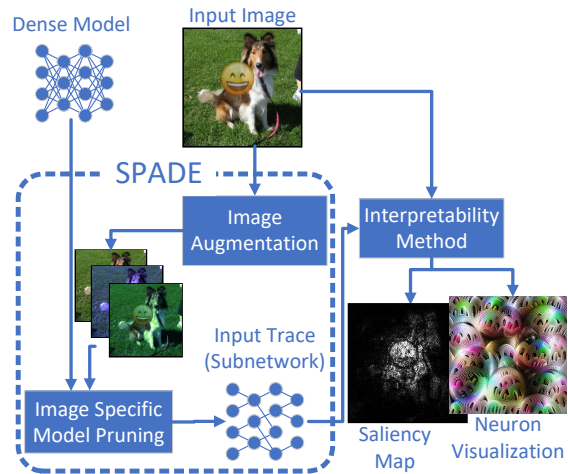 Dense Model
Input Image
SPADE
Image
Augmentation
Interpretability
Method
Input Trace
(Subnetwork)
Image Specific
Model Pruning
Saliency
Map
Neuron
Visualization